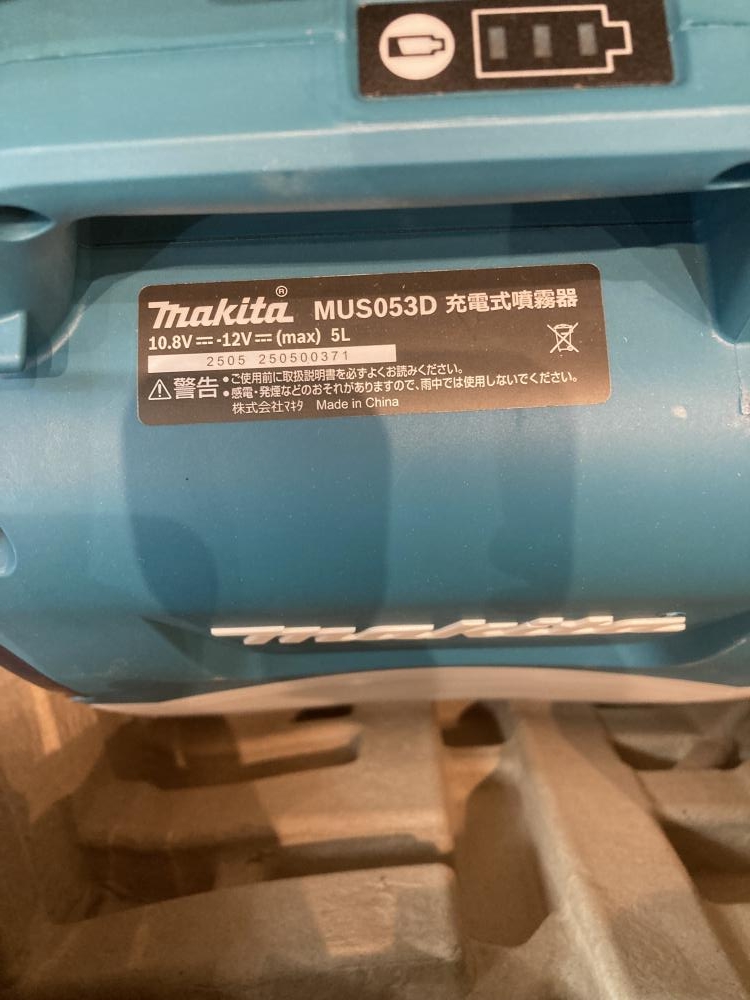 makita® MUS053D 充電式噴霧器
10.8V⎓-12V⎓(max) 5L
2505 250500371
⚠警告 •ご使用前に取扱説明書を必ずよくお読みください。
•感電・発煙などのおそれがありますので、雨中では使用しないでください。
株式会社マキタ Made in China
makita